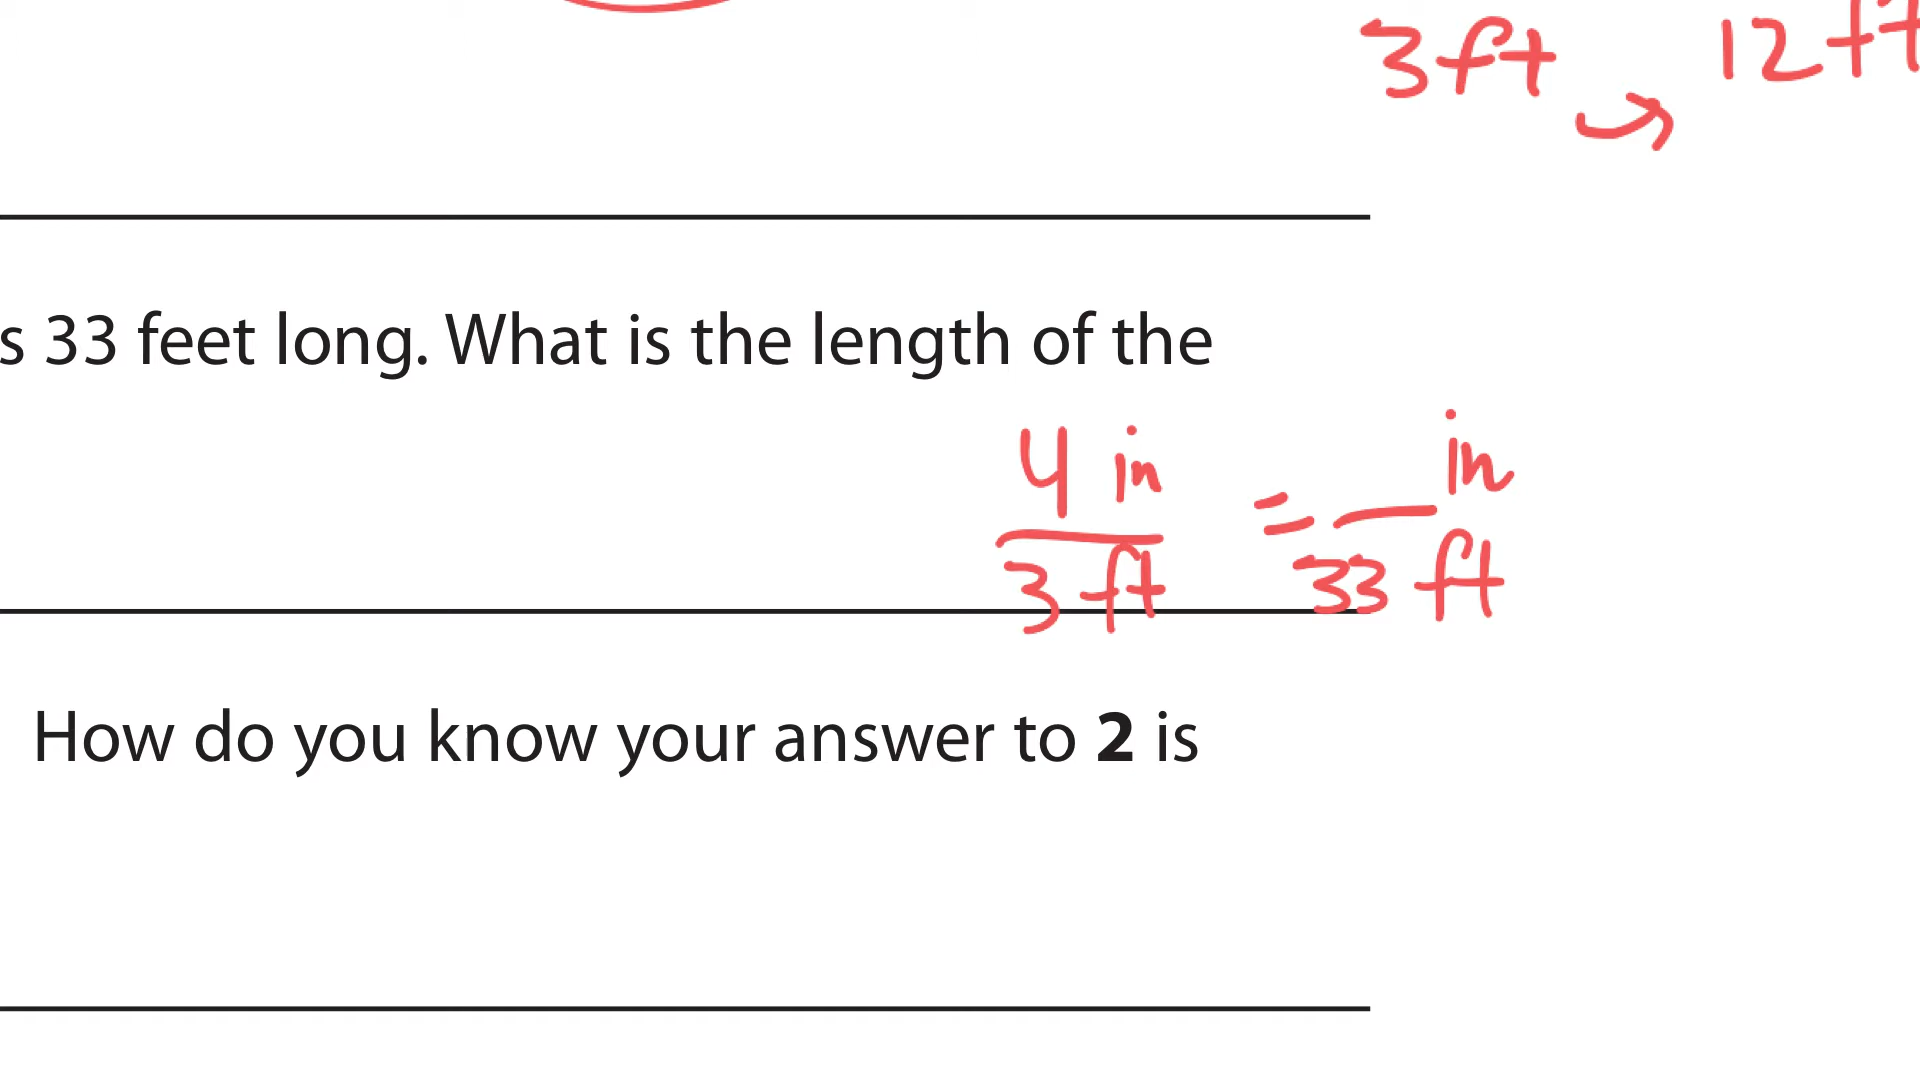 3ft 12ft
s 33 feet long. What is the length of the
4 in = in
3 ft 33 ft
How do you know your answer to 2 is